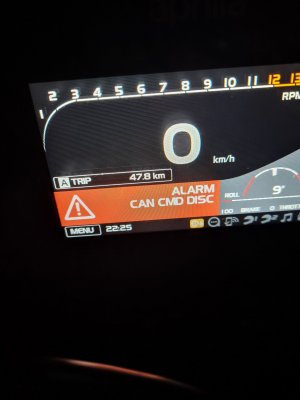 2 3 4 5 6 7 8 9 10 11 12 13
1
RPM
0 km/h
A TRIP 47.8 km
ALARM
CAN CMD DISC
ROLL
9°
100 BRAKE 0 THROTT
MENU 22:25